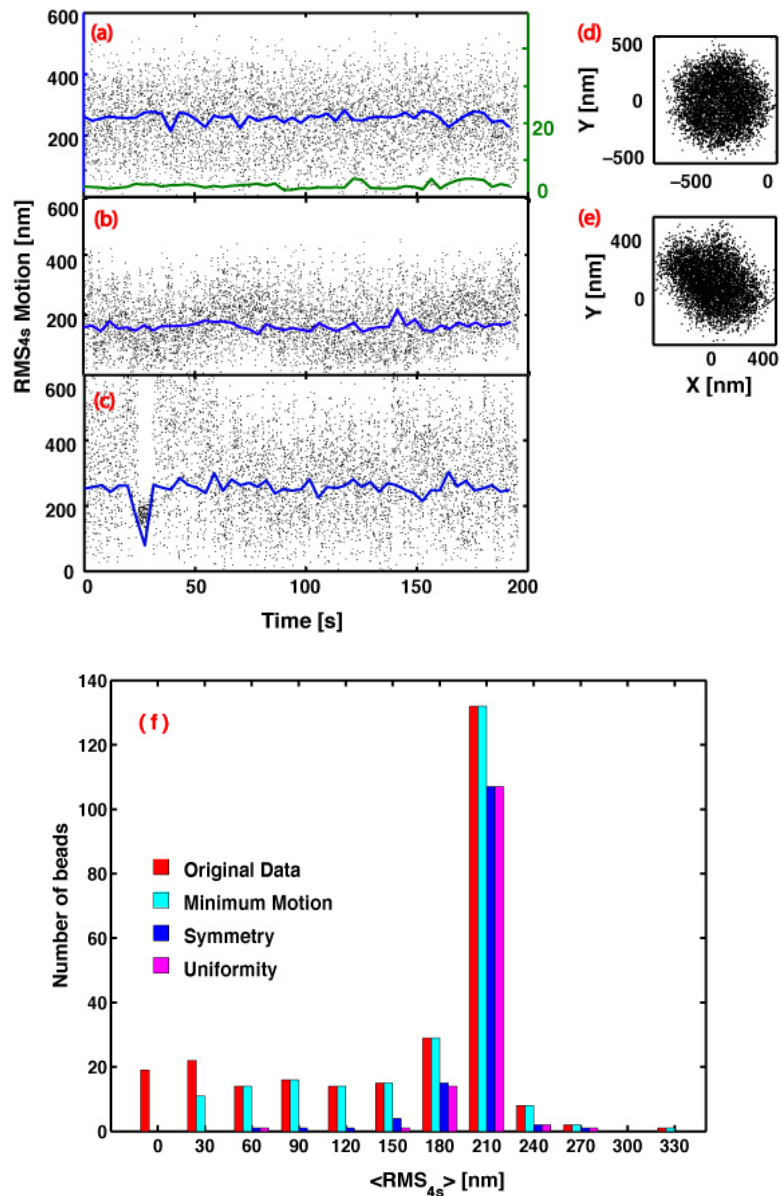 (a)
600
400
200
20
0
(b)
600
400
200
(c)
600
400
200
0
RMS4s Motion [nm]
0 50 100 150 200
Time [s]
(d)
500
0
−500
Y [nm]
−500 0
(e)
400
0
Y [nm]
0 400
X [nm]
(f)
140
120
100
80
60
40
20
0
Number of beads
Original Data
Minimum Motion
Symmetry
Uniformity
0 30 60 90 120 150 180 210 240 270 300 330
<RMS4s> [nm]